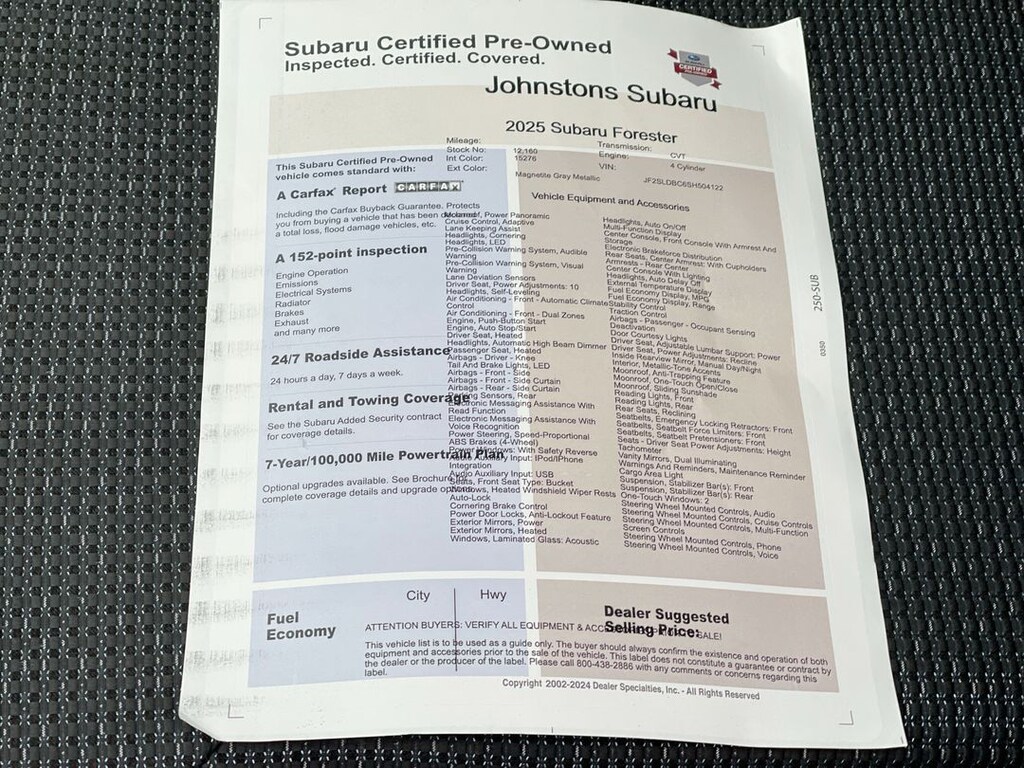 Subaru Certified Pre-Owned
Inspected. Certified. Covered.
CERTIFIED
Johnstons Subaru
2025 Subaru Forester
Mileage: 12,160
Stock No: 15276
Int Color:
Ext Color: Magnetite Gray Metallic
Transmission: CVT
Engine: 4 Cylinder
VIN: JF2SLDBC6SH504122
This Subaru Certified Pre-Owned
vehicle comes standard with:
A Carfax Report CARFAX
Including the Carfax Buyback Guarantee. Protects
you from buying a vehicle that has been
a total loss, flood damage vehicles, etc.
A 152-point inspection
Engine Operation
Emissions
Electrical Systems
Radiator
Brakes
Exhaust
and many more
24/7 Roadside Assistance
24 hours a day, 7 days a week.
Rental and Towing Coverage
See the Subaru Added Security contract
for coverage details.
7-Year/100,000 Mile Powertrain Plan
Optional upgrades available. See Brochure for
complete coverage details and upgrade options.
Vehicle Equipment and Accessories
Moonroof, Power Panoramic
Cruise Control, Adaptive
Lane Keeping Assist
Headlights, Cornering
Headlights, LED
Pre-Collision Warning System, Audible
Warning
Pre-Collision Warning System, Visual
Warning
Lane Deviation Sensors
Driver Seat, Power Adjustments: 10
Headlights, Self-Leveling
Air Conditioning - Front - Automatic Climate
Control
Air Conditioning - Front - Dual Zones
Engine, Push-Button Start
Engine, Auto Stop/Start
Driver Seat, Heated
Headlights, Automatic High Beam Dimmer
Passenger Seat, Heated
Airbags - Driver - Knee
Tail And Brake Lights, LED
Airbags - Front - Side
Airbags - Front - Side Curtain
Airbags - Rear - Side Curtain
Parking Sensors, Rear
Electronic Messaging Assistance With
Read Function
Electronic Messaging Assistance With
Voice Recognition
Power Steering, Speed-Proportional
ABS Brakes (4-Wheel)
Power Windows: With Safety Reverse
Audio Auxiliary Input: IPod/IPhone
Integration
Audio Auxiliary Input: USB
Seats, Front Seat Type: Bucket
Windows, Heated Windshield Wiper Rests
Auto-Lock
Cornering Brake Control
Power Door Locks, Anti-Lockout Feature
Exterior Mirrors, Power
Exterior Mirrors, Heated
Windows, Laminated Glass: Acoustic
Headlights, Auto On/Off
Multi-Function Display
Center Console, Front Console With Armrest And
Storage
Electronic Brakeforce Distribution
Rear Seats, Center Armrest: With Cupholders
Armrests - Rear Center
Center Console With Lighting
Headlights, Auto Delay Off
External Temperature Display
Fuel Economy Display, MPG
Fuel Economy Display, Range
Stability Control
Traction Control
Airbags - Passenger - Occupant Sensing
Deactivation
Door Courtesy Lights
Driver Seat, Adjustable Lumbar Support: Power
Driver Seat, Power Adjustments: Recline
Inside Rearview Mirror, Manual Day/Night
Interior, Metallic-Tone Accents
Moonroof, Anti-Trapping Feature
Moonroof, One-Touch Open/Close
Moonroof, Sliding Sunshade
Reading Lights, Front
Reading Lights, Rear
Rear Seats, Reclining
Seatbelts, Emergency Locking Retractors: Front
Seatbelts, Seatbelt Force Limiters: Front
Seatbelts, Seatbelt Pretensioners: Front
Seats - Driver Seat Power Adjustments: Height
Tachometer
Vanity Mirrors, Dual Illuminating
Warnings And Reminders, Maintenance Reminder
Cargo Area Light
Suspension, Stabilizer Bar(s): Front
Suspension, Stabilizer Bar(s): Rear
One-Touch Windows: 2
Steering Wheel Mounted Controls, Audio
Steering Wheel Mounted Controls, Cruise Controls
Steering Wheel Mounted Controls, Multi-Function
Screen Controls
Steering Wheel Mounted Controls, Phone
Steering Wheel Mounted Controls, Voice
250-SUB
0350
Fuel
Economy
City Hwy
Dealer Suggested
Selling Price:
ATTENTION BUYERS: VERIFY ALL EQUIPMENT & SALE!
This vehicle list is to be used as a guide only. The buyer should always confirm the existence and operation of both
equipment and accessories prior to the sale of the vehicle. This label does not constitute a guarantee or contract by
the dealer or the producer of the label. Please call 800-438-2886 with any comments or concerns regarding this
label.
Copyright 2002-2024 Dealer Specialties, Inc. - All Rights Reserved